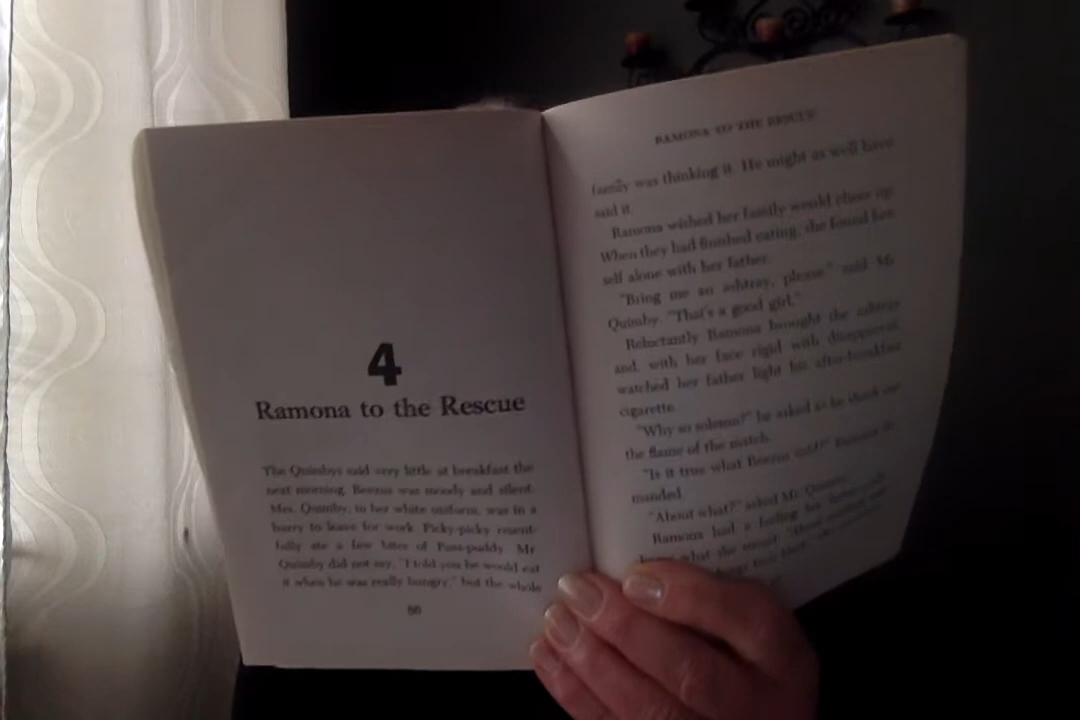 4
Ramona to the Rescue
The Quimbys said very little at breakfast the
next morning. Beezus was moody and silent.
Mrs. Quimby, in her white uniform, was in a
hurry to leave for work. Picky-picky resent-
fully ate a few bites of Puss-puddy. Mr.
Quimby did not say, "I told you he would eat
it when he was really hungry," but the whole
RAMONA TO THE RESCUE
family was thinking it. He might as well have
said it.
Ramona wished her family would cheer up.
When they had finished eating, she found her-
self alone with her father.
"Bring me an ashtray, please," said Mr.
Quimby. "That's a good girl."
Reluctantly Ramona brought the ashtray
and, with her face rigid with disapproval,
watched her father light his after-breakfast
cigarette.
"Why so solemn?" he asked as he shook out
the flame of the match.
"Is it true what Beezus said?" Ramona de-
manded.
"About what?" asked Mr. Quimby.
Ramona had a feeling her father
what she meant.